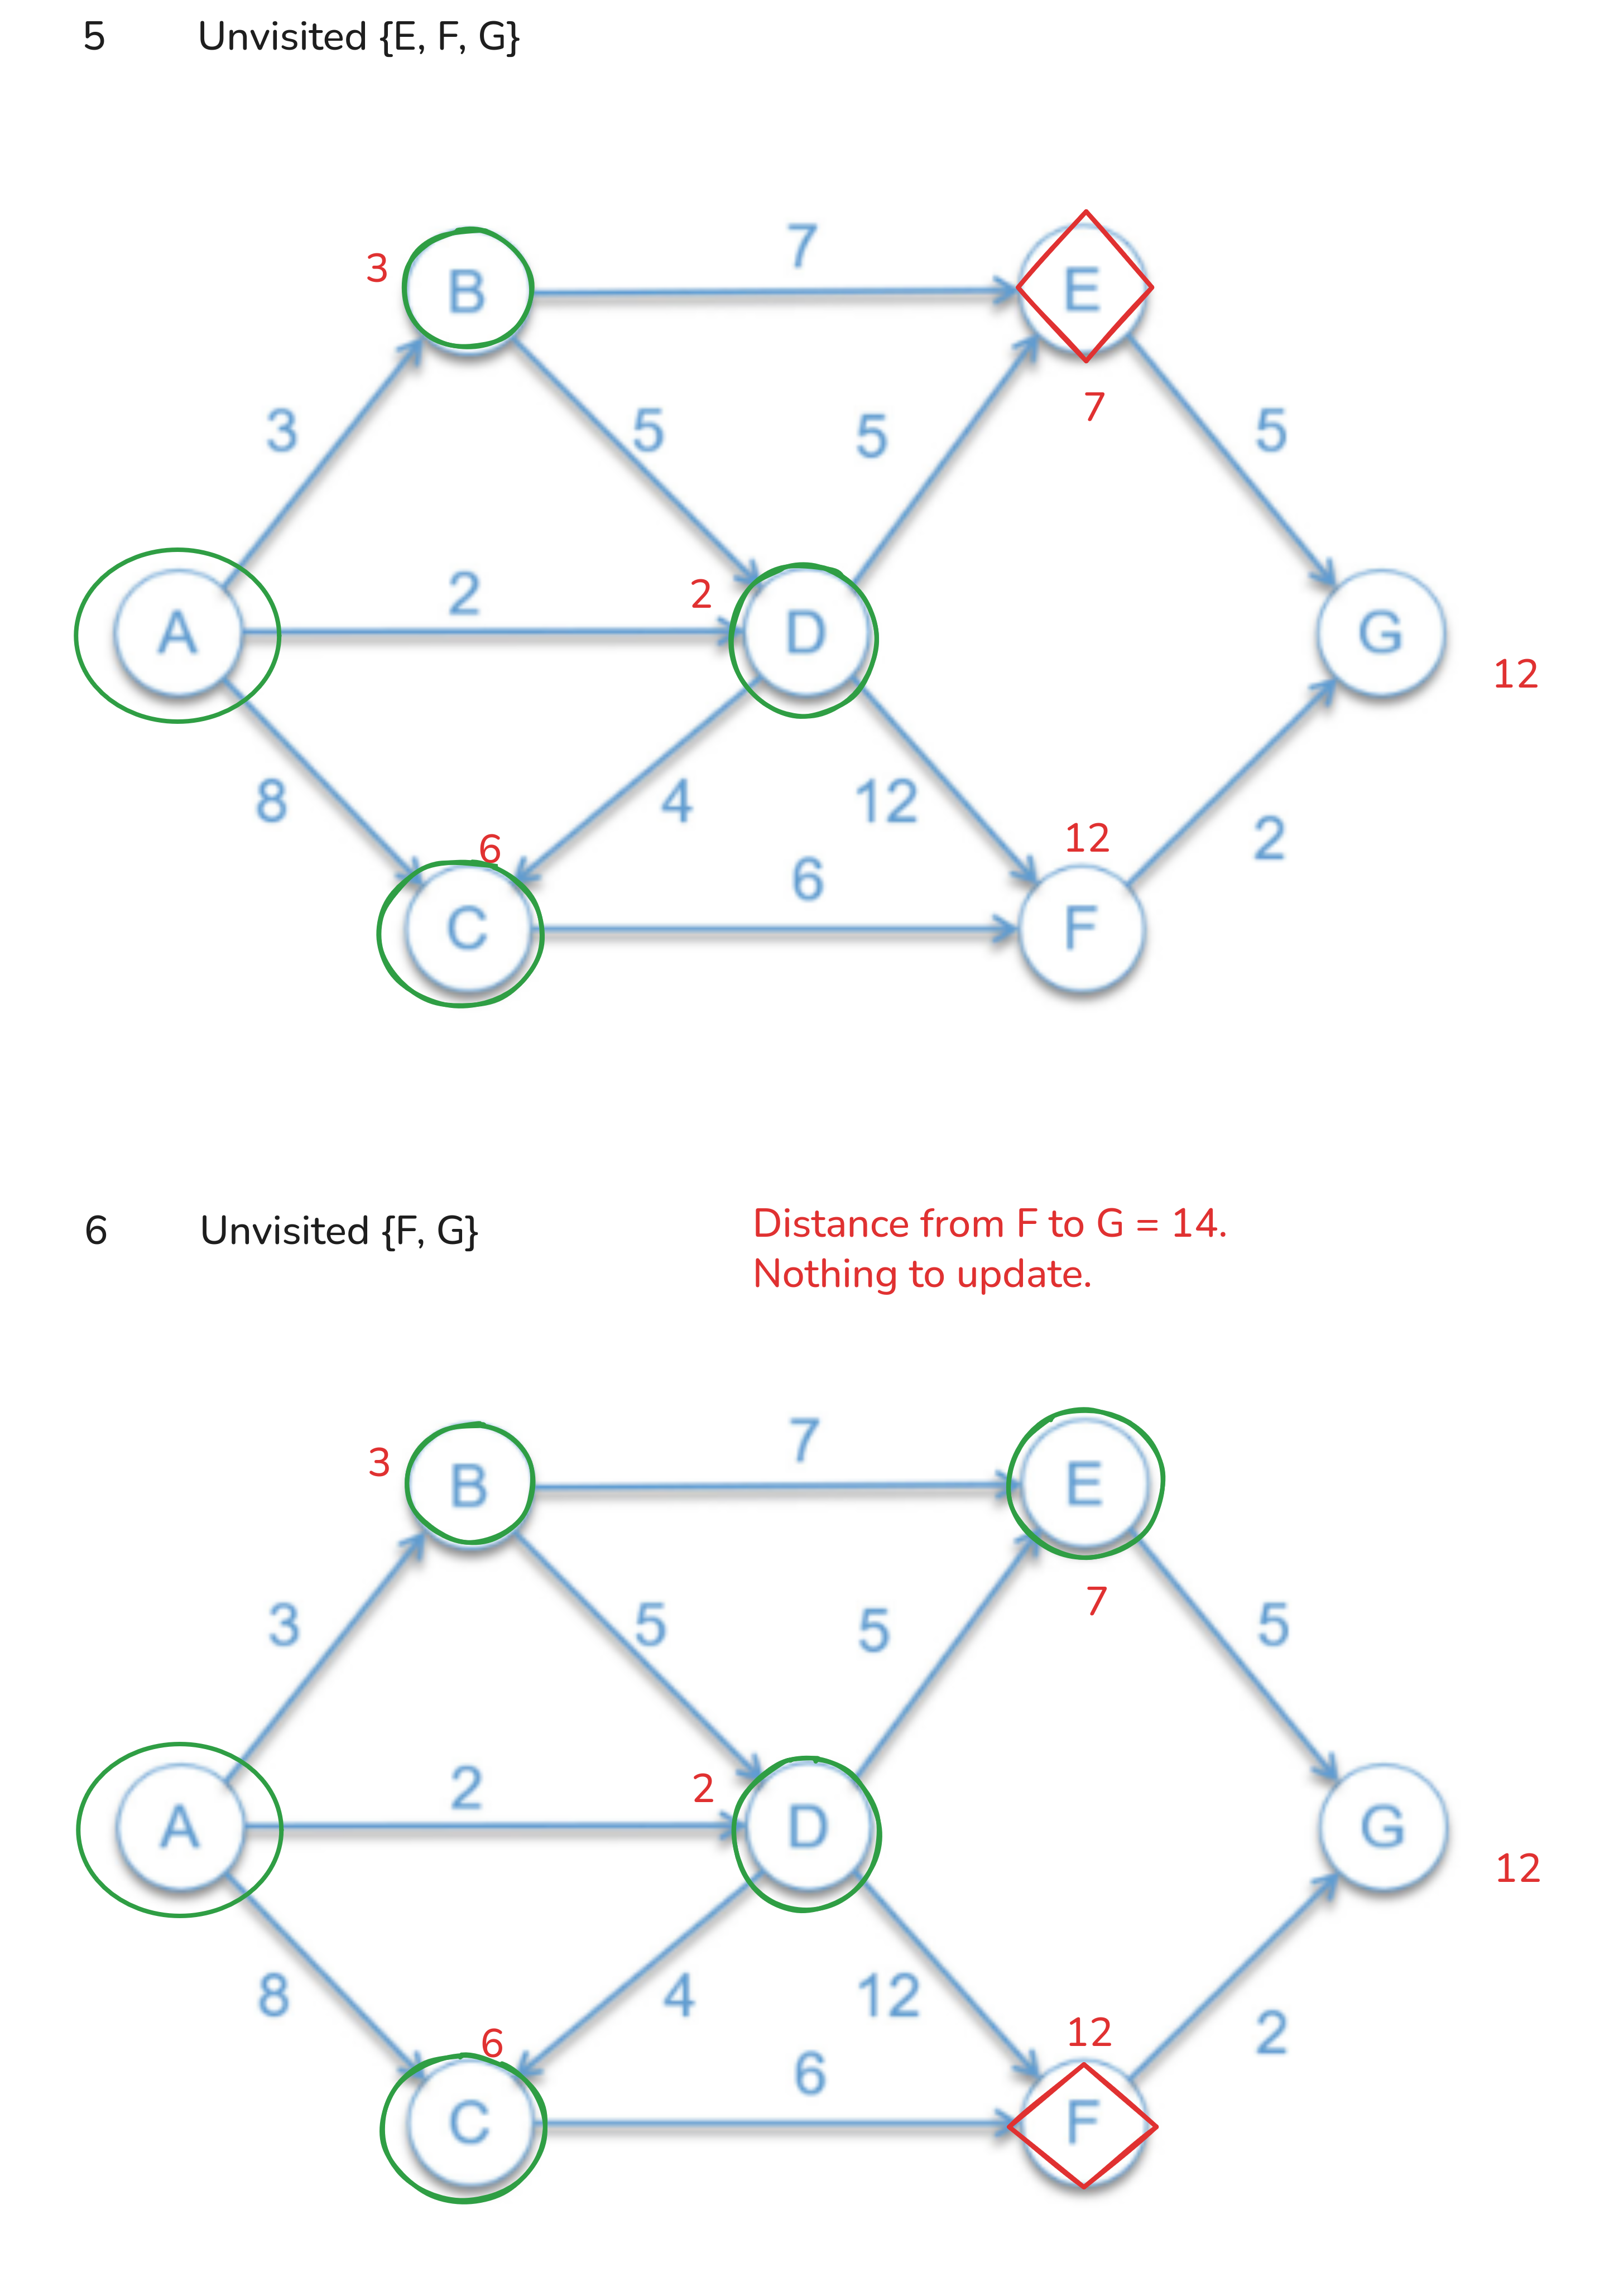 5 Unvisited {E, F, G}
7
3 B E
7
3 5 5 5
2 2
A D G
12
8 4 12 12 2
6 6
C F
6 Unvisited {F, G} Distance from F to G = 14.
Nothing to update.
7
3 B E
7
3 5 5 5
2 2
A D G
12
8 4 12 12 2
6 6
C F